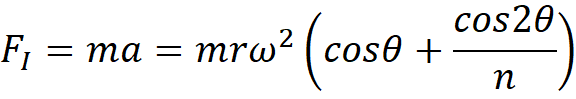 F_I = ma = mrω² (cosθ + cos2θ/n)